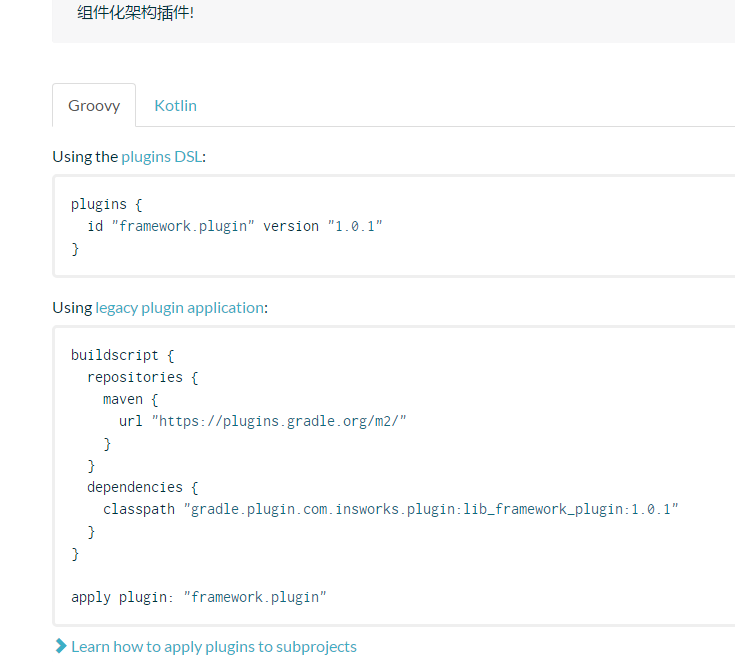 组件化架构插件!
Groovy Kotlin
Using the plugins DSL:
plugins {
  id "framework.plugin" version "1.0.1"
}
Using legacy plugin application:
buildscript {
  repositories {
    maven {
      url "https://plugins.gradle.org/m2/"
    }
  }
  dependencies {
    classpath "gradle.plugin.com.insworks.plugin:lib_framework_plugin:1.0.1"
  }
}

apply plugin: "framework.plugin"
Learn how to apply plugins to subprojects